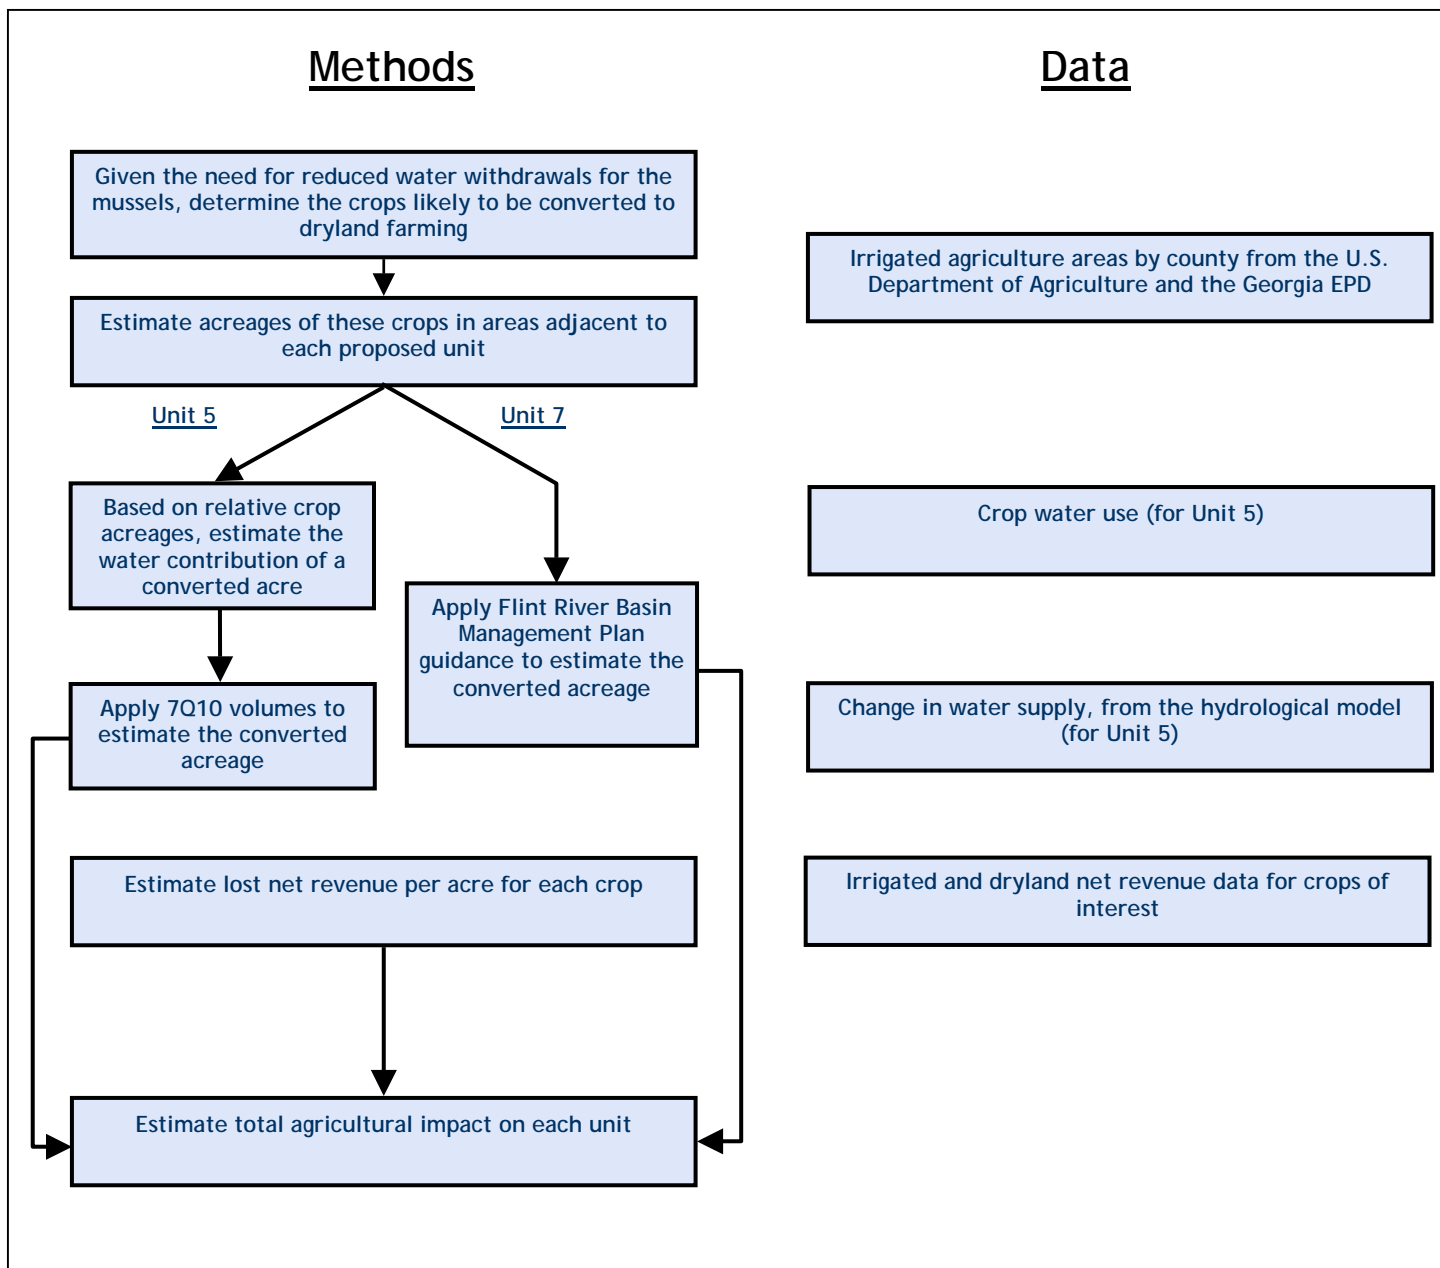 Methods
Data
Given the need for reduced water withdrawals for the
mussels, determine the crops likely to be converted to
dryland farming
Irrigated agriculture areas by county from the U.S.
Department of Agriculture and the Georgia EPD
Estimate acreages of these crops in areas adjacent to
each proposed unit
Unit 5
Unit 7
Based on relative crop
acreages, estimate the
water contribution of a
converted acre
Crop water use (for Unit 5)
Apply Flint River Basin
Management Plan
guidance to estimate the
converted acreage
Apply 7Q10 volumes to
estimate the converted
acreage
Change in water supply, from the hydrological model
(for Unit 5)
Estimate lost net revenue per acre for each crop
Irrigated and dryland net revenue data for crops of
interest
Estimate total agricultural impact on each unit